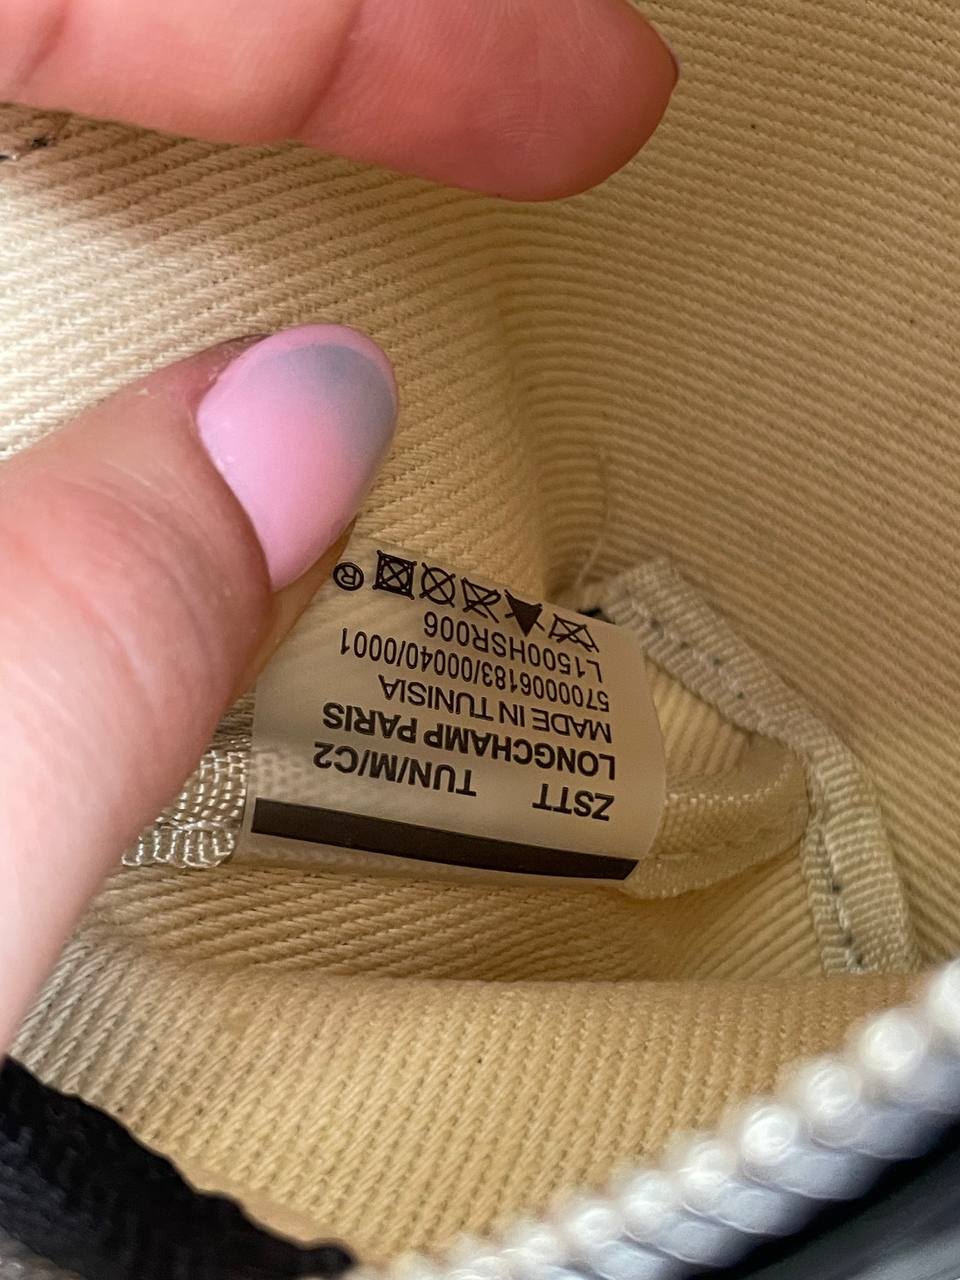 ZSTT TUN/M/C2
LONGCHAMP PARIS
MADE IN TUNISIA
5700006183/00040/0001
L1500HSR006
®